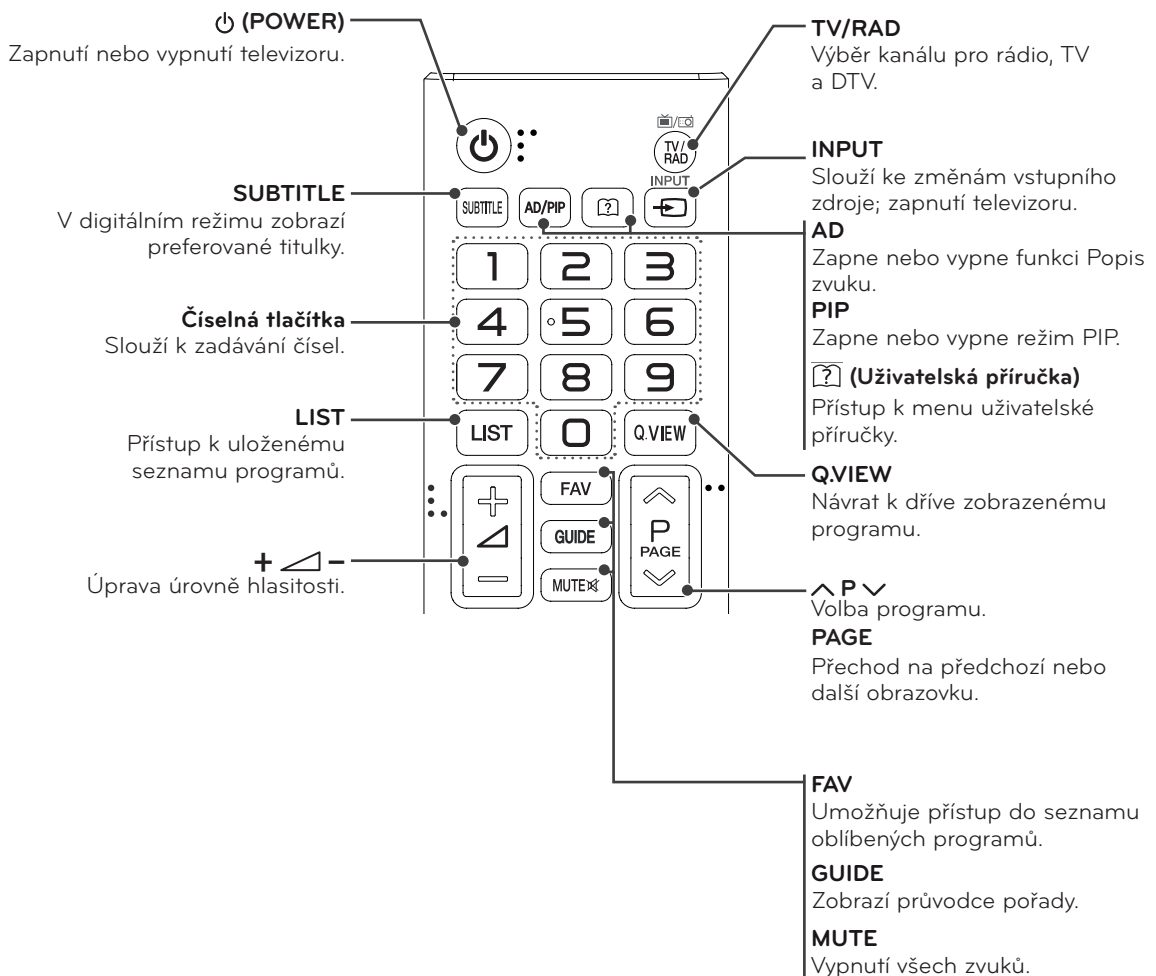 (POWER)
Zapnutí nebo vypnutí televizoru.
SUBTITLE
V digitálním režimu zobrazí
preferované titulky.
Číselná tlačítka
Slouží k zadávání čísel.
LIST
Přístup k uloženému
seznamu programů.
+ -
Úprava úrovně hlasitosti.
TV/
RAD
INPUT
SUBTITLE AD/PIP ?
1 2 3
4 5 6
7 8 9
LIST 0 Q.VIEW
+ FAV
P
GUIDE PAGE
- MUTE
TV/RAD
Výběr kanálu pro rádio, TV
a DTV.
INPUT
Slouží ke změnám vstupního
zdroje; zapnutí televizoru.
AD
Zapne nebo vypne funkci Popis
zvuku.
PIP
Zapne nebo vypne režim PIP.
? (Uživatelská příručka)
Přístup k menu uživatelské
příručky.
Q.VIEW
Návrat k dříve zobrazenému
programu.
P
Volba programu.
PAGE
Přechod na předchozí nebo
další obrazovku.
FAV
Umožňuje přístup do seznamu
oblíbených programů.
GUIDE
Zobrazí průvodce pořady.
MUTE
Vypnutí všech zvuků.